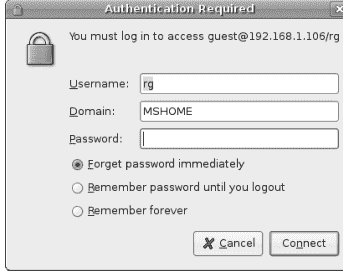 Authentication Required
You must log in to access guest@192.168.1.106/rg
Username: rg
Domain: MSHOME
Password:
Forget password immediately
Remember password until you logout
Remember forever
Cancel Connect